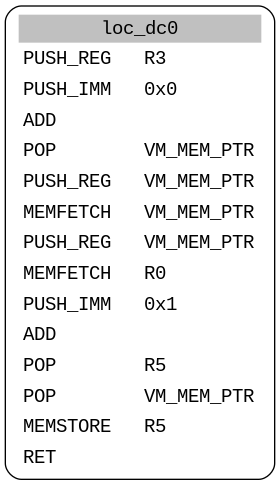 loc_dc0
PUSH_REG R3
PUSH_IMM 0x0
ADD
POP VM_MEM_PTR
PUSH_REG VM_MEM_PTR
MEMFETCH VM_MEM_PTR
PUSH_REG VM_MEM_PTR
MEMFETCH R0
PUSH_IMM 0x1
ADD
POP R5
POP VM_MEM_PTR
MEMSTORE R5
RET